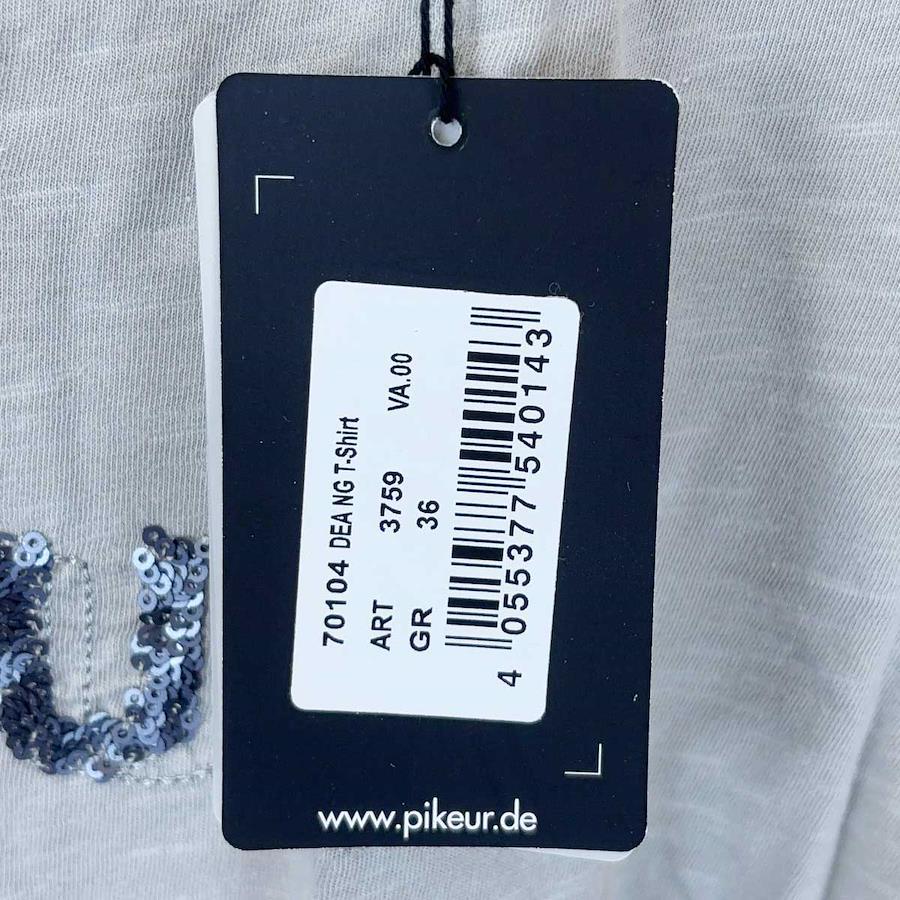 70104 DEA NG T-Shirt
ART 3759 VA.00
GR 36
4 055377 540143
www.pikeur.de
u